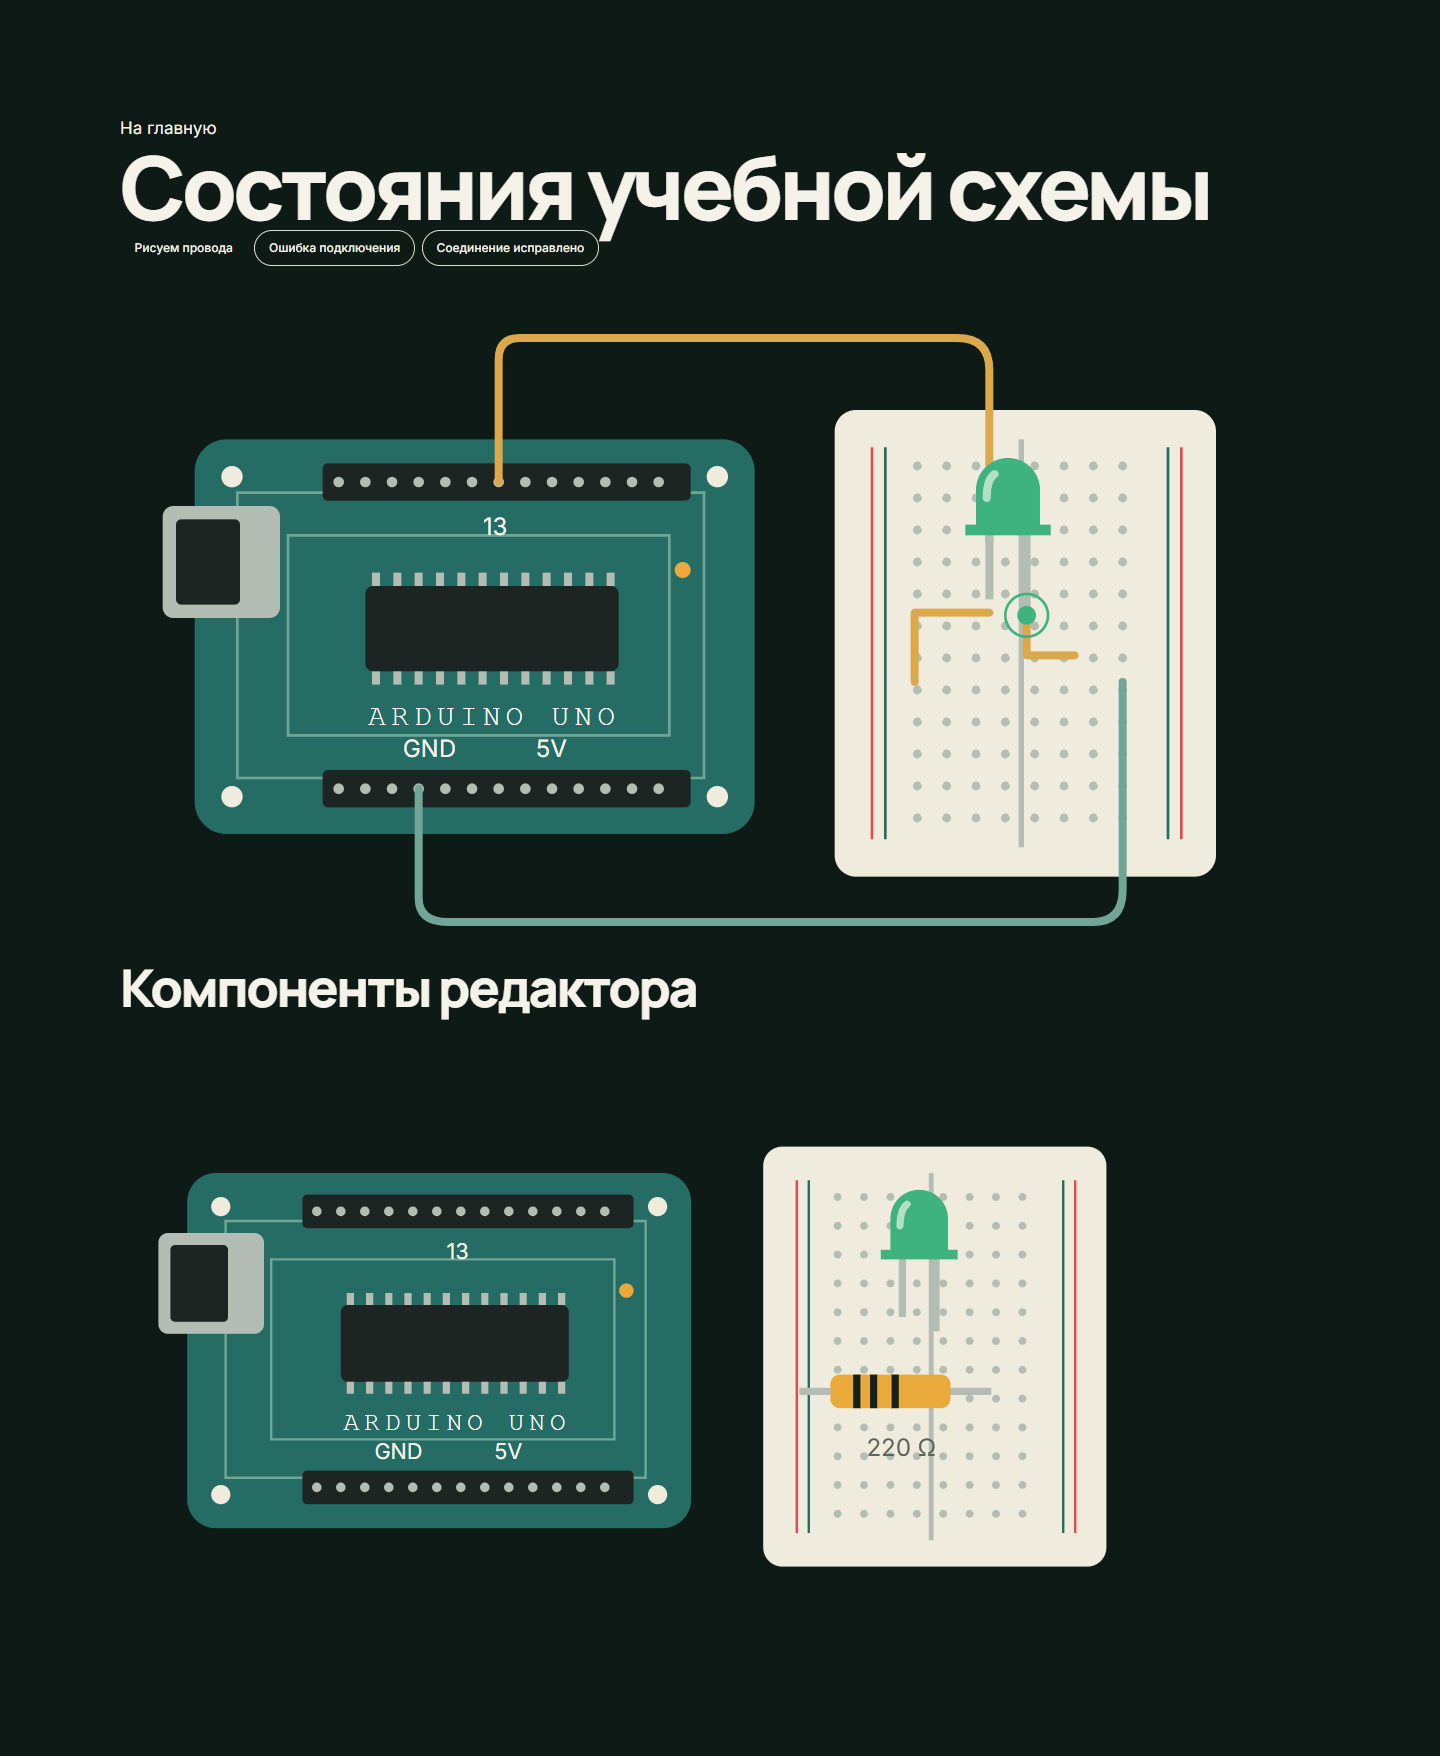 На главную
Состояния учебной схемы
Рисуем провода Ошибка подключения Соединение исправлено
13
ARDUINO UNO
GND 5V
Компоненты редактора
13
ARDUINO UNO
GND 5V
220 Ω